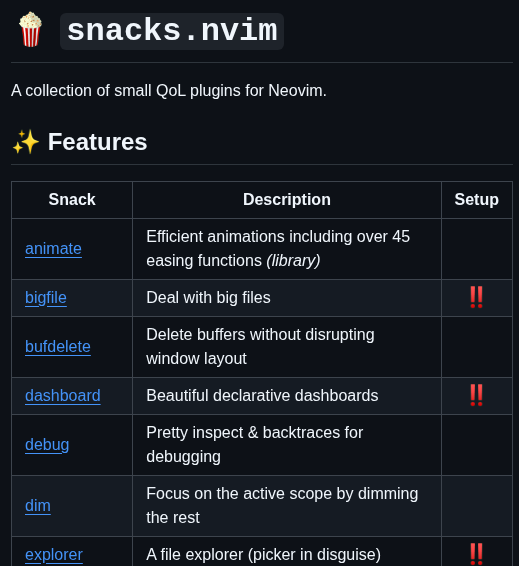 🍿 snacks.nvim
A collection of small QoL plugins for Neovim.
✨ Features
Snack Description Setup
animate Efficient animations including over 45
easing functions (library)
bigfile Deal with big files ‼️
bufdelete Delete buffers without disrupting
window layout
dashboard Beautiful declarative dashboards ‼️
debug Pretty inspect & backtraces for
debugging
dim Focus on the active scope by dimming
the rest
explorer A file explorer (picker in disguise) ‼️